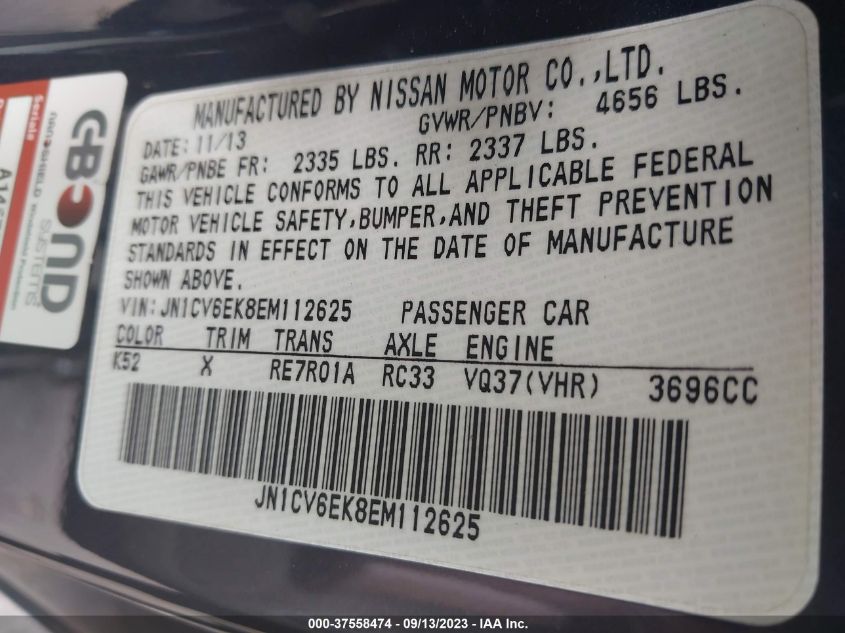 MANUFACTURED BY NISSAN MOTOR CO.,LTD.
DATE: 11/13 GVWR/PNBV: 4656 LBS.
GAWR/PNBE FR: 2335 LBS. RR: 2337 LBS.
THIS VEHICLE CONFORMS TO ALL APPLICABLE FEDERAL
MOTOR VEHICLE SAFETY,BUMPER,AND THEFT PREVENTION
STANDARDS IN EFFECT ON THE DATE OF MANUFACTURE
SHOWN ABOVE.
VIN:JN1CV6EK8EM112625 PASSENGER CAR
COLOR TRIM TRANS AXLE ENGINE
K52 X RE7R01A RC33 VQ37(VHR) 3696CC
JN1CV6EK8EM112625
GBOND
SYSTEMS
000-37558474 - 09/13/2023 - IAA Inc.